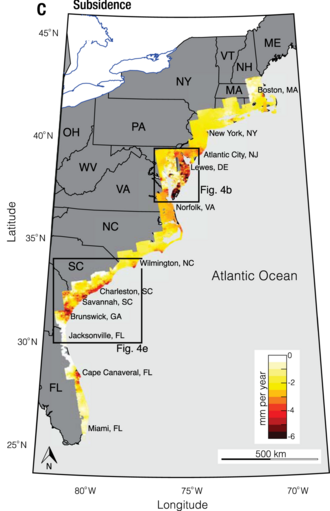 C Subsidence
45°N
ME
VT
NH
NY
MA
Boston, MA
40°N
New York, NY
PA
OH
Atlantic City, NJ
WV
Lewes, DE
VA
Fig. 4b
Norfolk, VA
35°N
NC
Latitude
SC
Wilmington, NC
Atlantic Ocean
Charleston, SC
Savannah, SC
Brunswick, GA
30°N
Jacksonville, FL
Fig. 4e
0
-2
-4
-6
mm per year
Cape Canaveral, FL
FL
Miami, FL
25°N
500 km
N
80°W
75°W
70°W
Longitude